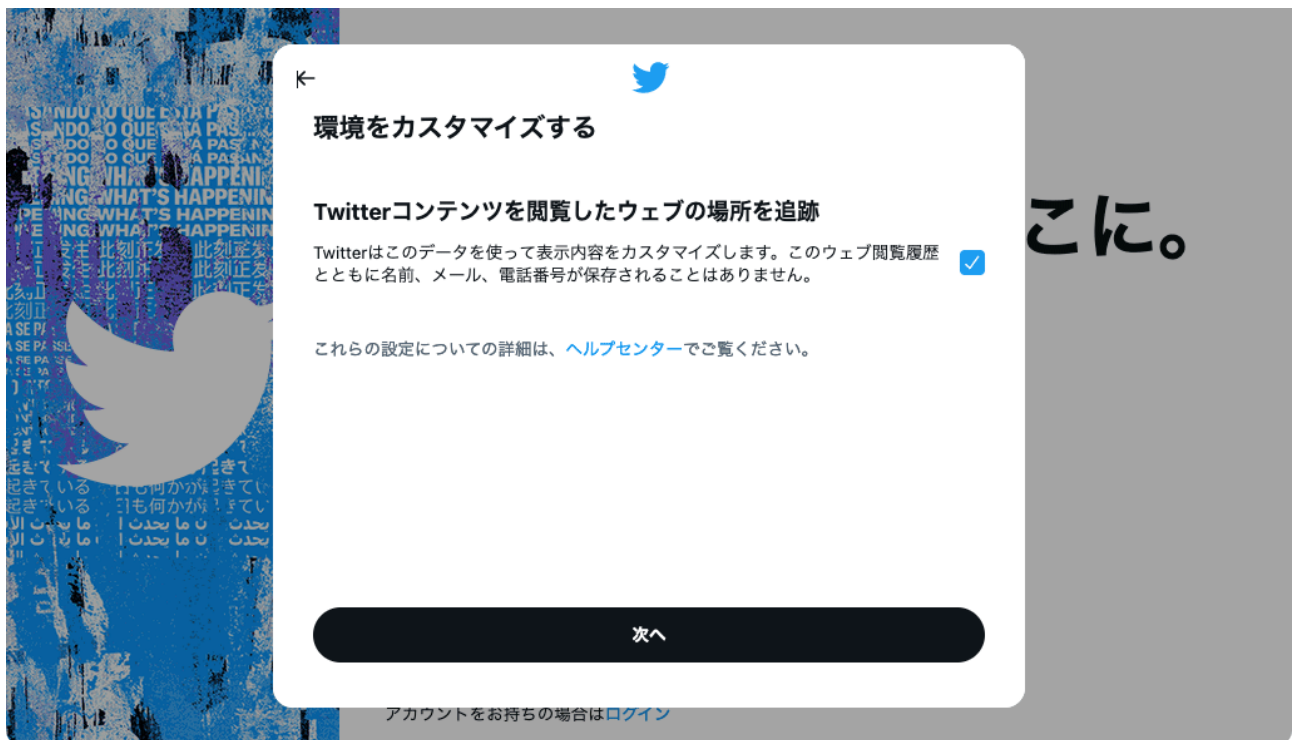 環境をカスタマイズする
Twitterコンテンツを閲覧したウェブの場所を追跡
Twitterはこのデータを使って表示内容をカスタマイズします。このウェブ閲覧履歴
とともに名前、メール、電話番号が保存されることはありません。
これらの設定についての詳細は、ヘルプセンターでご覧ください。
次へ
こに。
アカウントをお持ちの場合はログイン
WHAT'S HAPPENIN
WHAT'S HAPPENIN